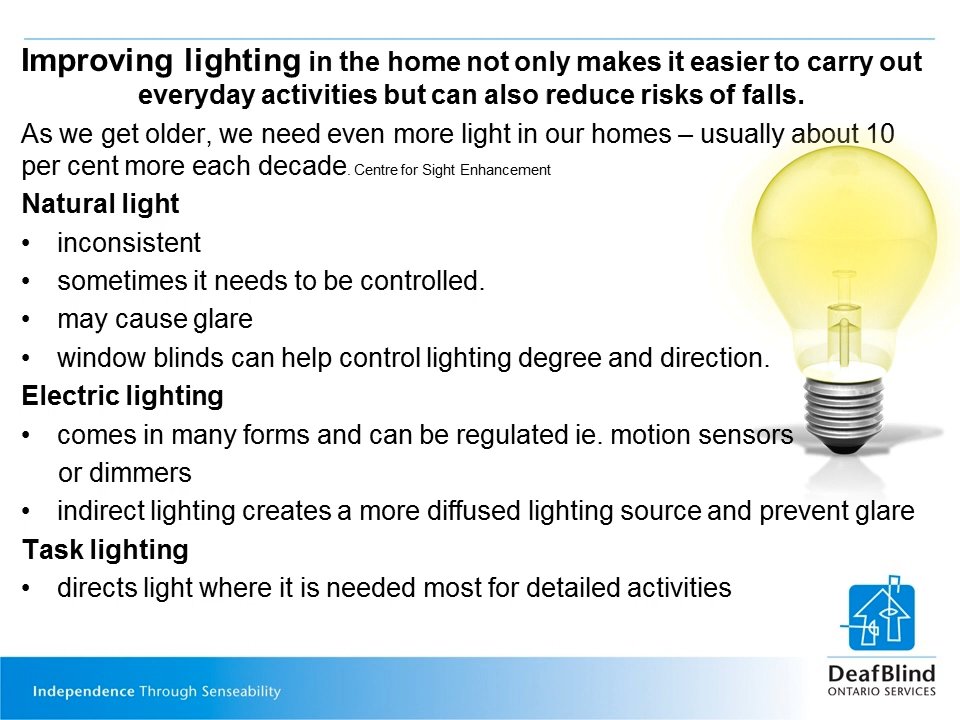 Improving lighting in the home not only makes it easier to carry out
everyday activities but can also reduce risks of falls.
As we get older, we need even more light in our homes – usually about 10
per cent more each decade. Centre for Sight Enhancement
Natural light
• inconsistent
• sometimes it needs to be controlled.
• may cause glare
• window blinds can help control lighting degree and direction.
Electric lighting
• comes in many forms and can be regulated ie. motion sensors
or dimmers
• indirect lighting creates a more diffused lighting source and prevent glare
Task lighting
• directs light where it is needed most for detailed activities
Independence Through Senseability
DeafBlind
ONTARIO SERVICES